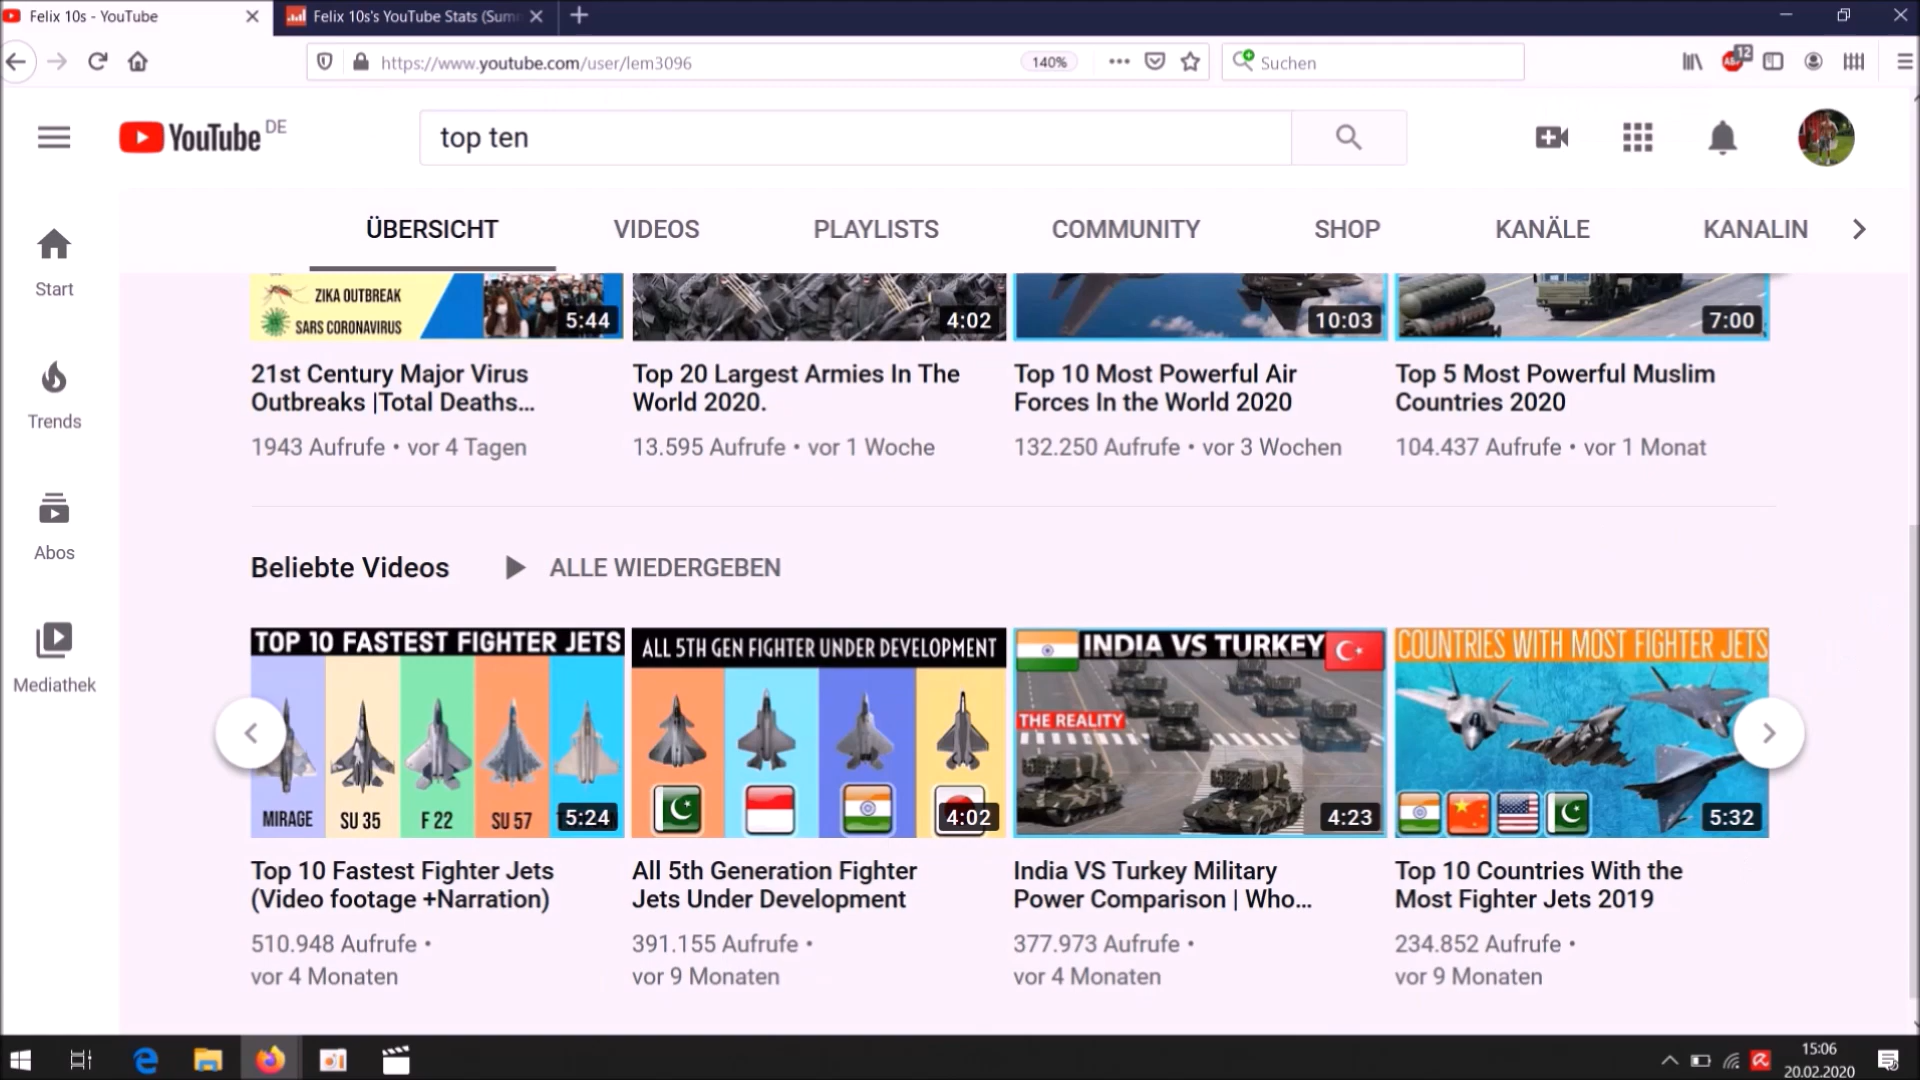 Felix 10s - YouTube
Felix 10s's YouTube Stats (Sum
https://www.youtube.com/user/lem3096
140%
Suchen
12
YouTube DE
top ten
ÜBERSICHT
VIDEOS
PLAYLISTS
COMMUNITY
SHOP
KANÄLE
KANALIN
Start
Trends
Abos
Mediathek
ZIKA OUTBREAK
SARS CORONAVIRUS
5:44
4:02
10:03
7:00
21st Century Major Virus
Outbreaks |Total Deaths...
1943 Aufrufe • vor 4 Tagen
Top 20 Largest Armies In The
World 2020.
13.595 Aufrufe • vor 1 Woche
Top 10 Most Powerful Air
Forces In the World 2020
132.250 Aufrufe • vor 3 Wochen
Top 5 Most Powerful Muslim
Countries 2020
104.437 Aufrufe • vor 1 Monat
Beliebte Videos
ALLE WIEDERGEBEN
TOP 10 FASTEST FIGHTER JETS
MIRAGE
SU 35
F 22
SU 57
5:24
ALL 5TH GEN FIGHTER UNDER DEVELOPMENT
4:02
INDIA VS TURKEY
THE REALITY
4:23
COUNTRIES WITH MOST FIGHTER JETS
5:32
Top 10 Fastest Fighter Jets
(Video footage +Narration)
510.948 Aufrufe •
vor 4 Monaten
All 5th Generation Fighter
Jets Under Development
391.155 Aufrufe •
vor 9 Monaten
India VS Turkey Military
Power Comparison | Who...
377.973 Aufrufe •
vor 4 Monaten
Top 10 Countries With the
Most Fighter Jets 2019
234.852 Aufrufe •
vor 9 Monaten
15:06
20.02.2020